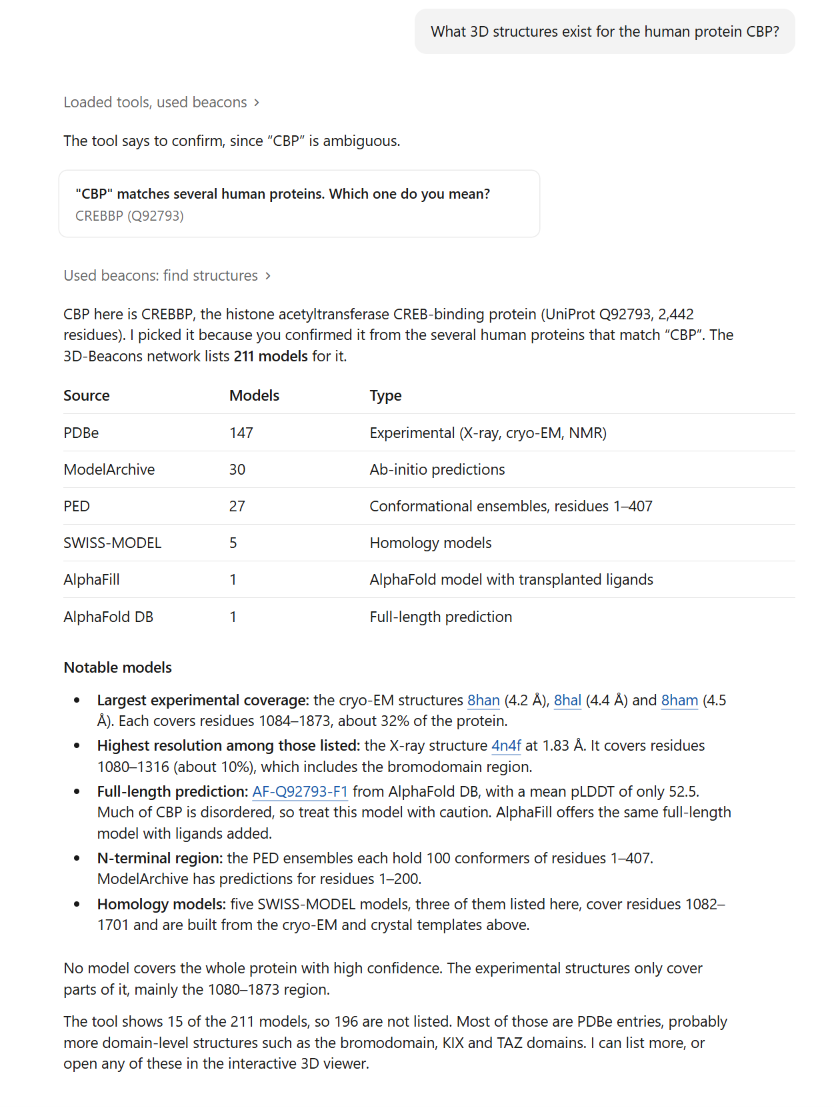 What 3D structures exist for the human protein CBP?
Loaded tools, used beacons >
The tool says to confirm, since “CBP” is ambiguous.
"CBP" matches several human proteins. Which one do you mean?
CREBBP (Q92793)
Used beacons: find structures >
CBP here is CREBBP, the histone acetyltransferase CREB-binding protein (UniProt Q92793, 2,442
residues). I picked it because you confirmed it from the several human proteins that match “CBP”. The
3D-Beacons network lists 211 models for it.
Source Models Type
PDBe 147 Experimental (X-ray, cryo-EM, NMR)
ModelArchive 30 Ab-initio predictions
PED 27 Conformational ensembles, residues 1–407
SWISS-MODEL 5 Homology models
AlphaFill 1 AlphaFold model with transplanted ligands
AlphaFold DB 1 Full-length prediction
Notable models
• Largest experimental coverage: the cryo-EM structures 8han (4.2 Å), 8hal (4.4 Å) and 8ham (4.5
Å). Each covers residues 1084–1873, about 32% of the protein.
• Highest resolution among those listed: the X-ray structure 4n4f at 1.83 Å. It covers residues
1080–1316 (about 10%), which includes the bromodomain region.
• Full-length prediction: AF-Q92793-F1 from AlphaFold DB, with a mean pLDDT of only 52.5.
Much of CBP is disordered, so treat this model with caution. AlphaFill offers the same full-length
model with ligands added.
• N-terminal region: the PED ensembles each hold 100 conformers of residues 1–407.
ModelArchive has predictions for residues 1–200.
• Homology models: five SWISS-MODEL models, three of them listed here, cover residues 1082–
1701 and are built from the cryo-EM and crystal templates above.
No model covers the whole protein with high confidence. The experimental structures only cover
parts of it, mainly the 1080–1873 region.
The tool shows 15 of the 211 models, so 196 are not listed. Most of those are PDBe entries, probably
more domain-level structures such as the bromodomain, KIX and TAZ domains. I can list more, or
open any of these in the interactive 3D viewer.